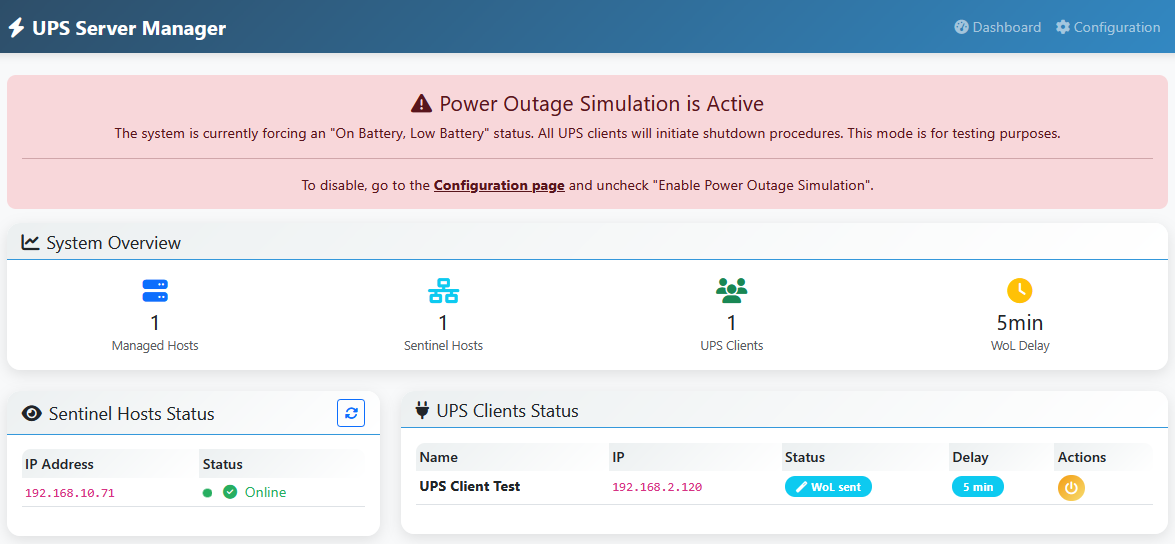 UPS Server Manager
Dashboard
Configuration
Power Outage Simulation is Active
The system is currently forcing an "On Battery, Low Battery" status. All UPS clients will initiate shutdown procedures. This mode is for testing purposes.
To disable, go to the Configuration page and uncheck "Enable Power Outage Simulation".
System Overview
1
Managed Hosts
1
Sentinel Hosts
1
UPS Clients
5min
WoL Delay
Sentinel Hosts Status
IP Address Status
192.168.10.71 Online
UPS Clients Status
Name IP Status Delay Actions
UPS Client Test 192.168.2.120 WoL sent 5 min